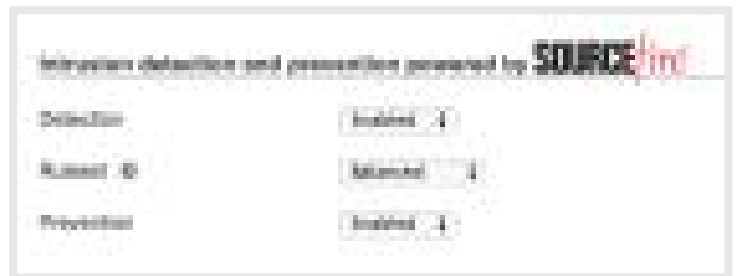 Intrusion detection and prevention powered by SOURCEfire
Detection Enabled
Ruleset Balanced
Prevention Enabled